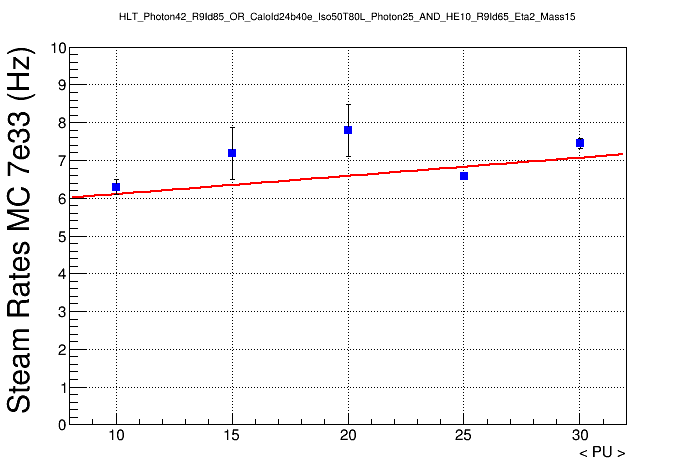 HLT_Photon42_R9Id85_OR_CaloId24b40e_Iso50T80L_Photon25_AND_HE10_R9Id65_Eta2_Mass15
Steam Rates MC 7e33 (Hz)
10
9
8
7
6
5
4
3
2
1
0
10 15 20 25 30
< PU >